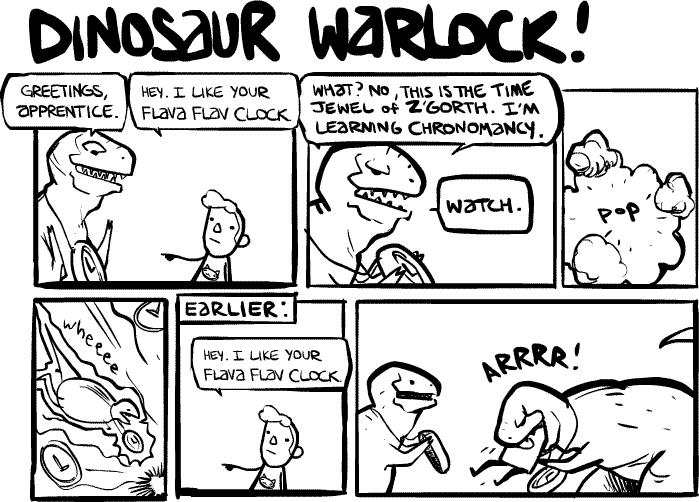 DINOSAUR WARLOCK!
GREETINGS,
APPRENTICE.
HEY. I LIKE YOUR
FLAVA FLAV CLOCK
WHAT? NO, THIS IS THE TIME
JEWEL OF Z'GORTH. I'M
LEARNING CHRONOMANCY.
WATCH.
POP
wheeee
EARLIER:
HEY. I LIKE YOUR
FLAVA FLAV CLOCK
ARRRR!